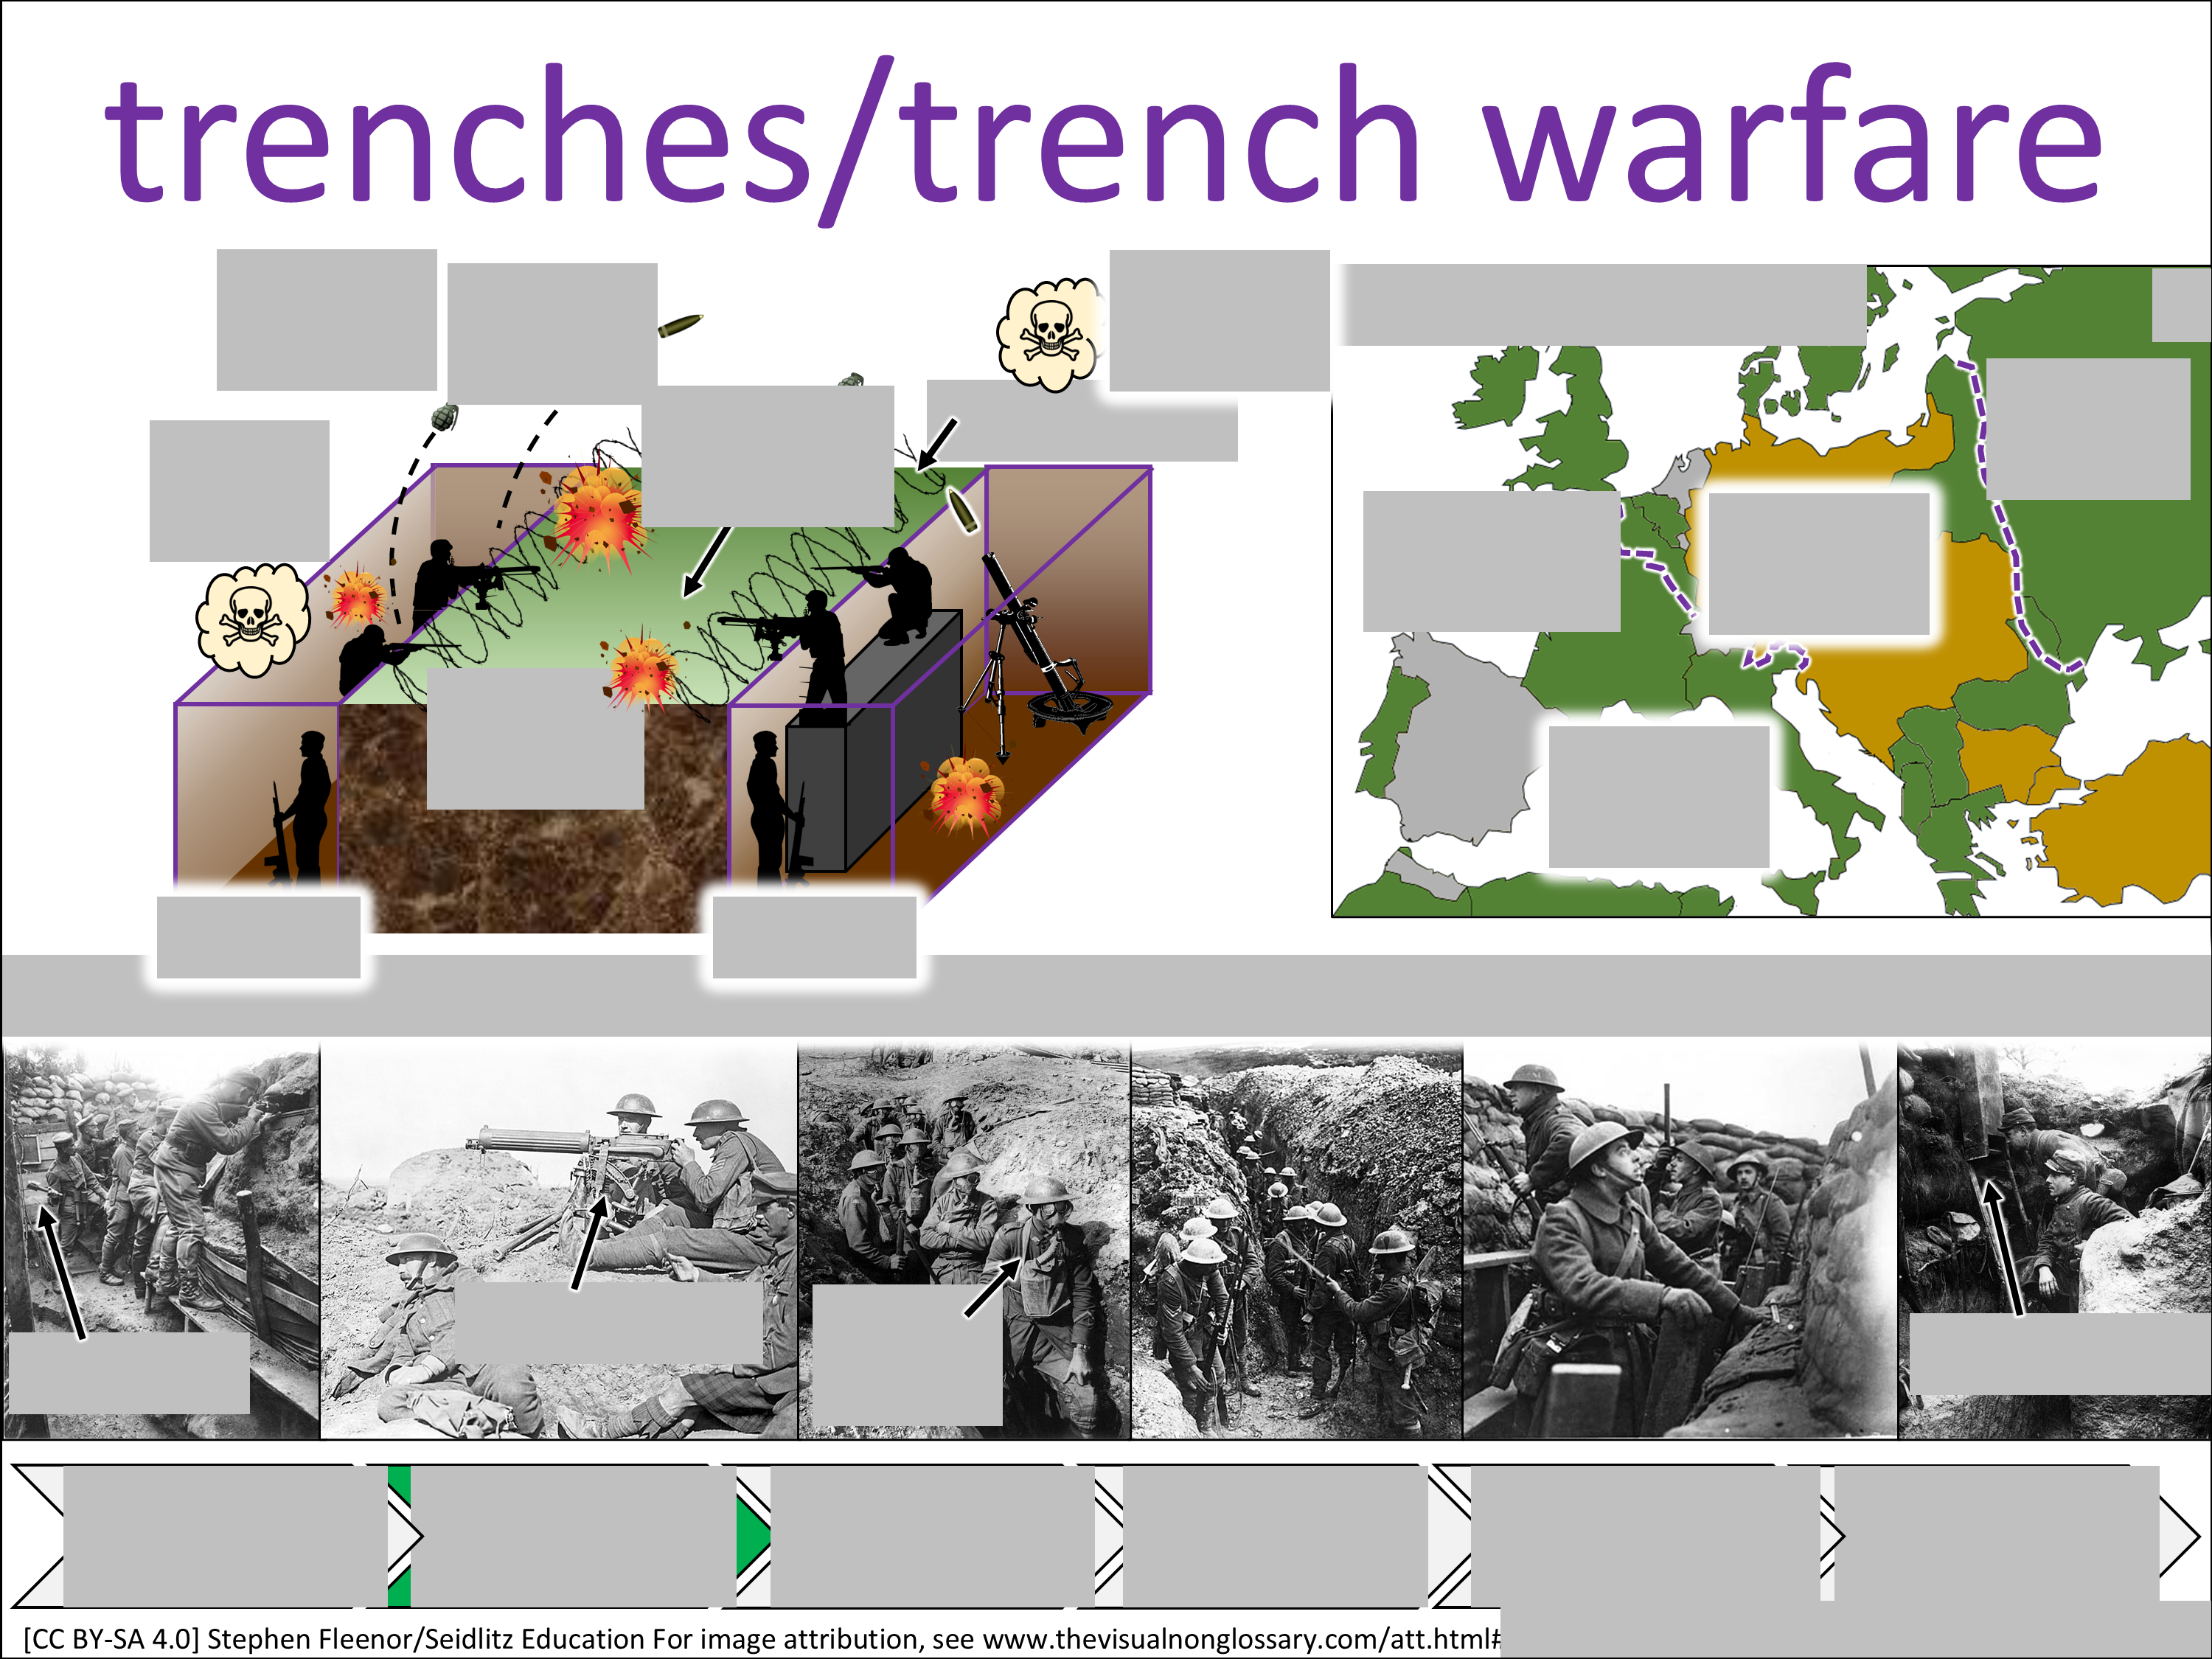 trenches/trench warfare
[CC BY-SA 4.0] Stephen Fleenor/Seidlitz Education For image attribution, see www.thevisualnonglossary.com/att.html#